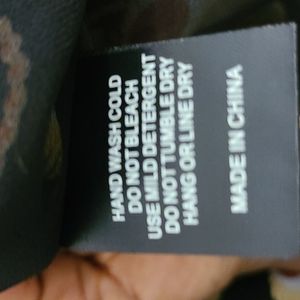 HAND WASH COLD
DO NOT BLEACH
USE MILD DETERGENT
DO NOT TUMBLE DRY
HANG OR LINE DRY
MADE IN CHINA